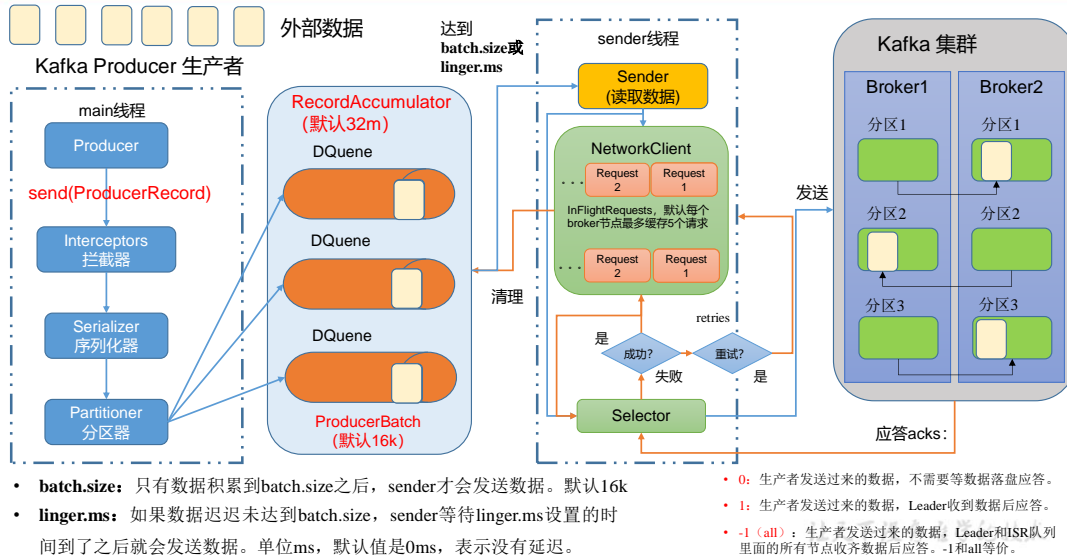 外部数据
Kafka Producer 生产者
main线程
Producer
send(ProducerRecord)
Interceptors
拦截器
Serializer
序列化器
Partitioner
分区器
RecordAccumulator
(默认32m)
DQuene
DQuene
DQuene
ProducerBatch
(默认16k)
达到
batch.size或
linger.ms
清理
sender线程
Sender
(读取数据)
NetworkClient
... Request 2 Request 1
InFlightRequests，默认每个
broker节点最多缓存5个请求
... Request 2 Request 1
retries
是 成功？ 重试？
失败 是
Selector
发送
应答acks：
Kafka 集群
Broker1 Broker2
分区1 分区1
分区2 分区2
分区3 分区3
• batch.size：只有数据积累到batch.size之后，sender才会发送数据。默认16k
• linger.ms：如果数据迟迟未达到batch.size，sender等待linger.ms设置的时
间到了之后就会发送数据。单位ms，默认值是0ms，表示没有延迟。
• 0：生产者发送过来的数据，不需要等数据落盘应答。
• 1：生产者发送过来的数据，Leader收到数据后应答。
• -1（all）：生产者发送过来的数据，Leader和ISR队列
里面的所有节点收齐数据后应答。-1和all等价。